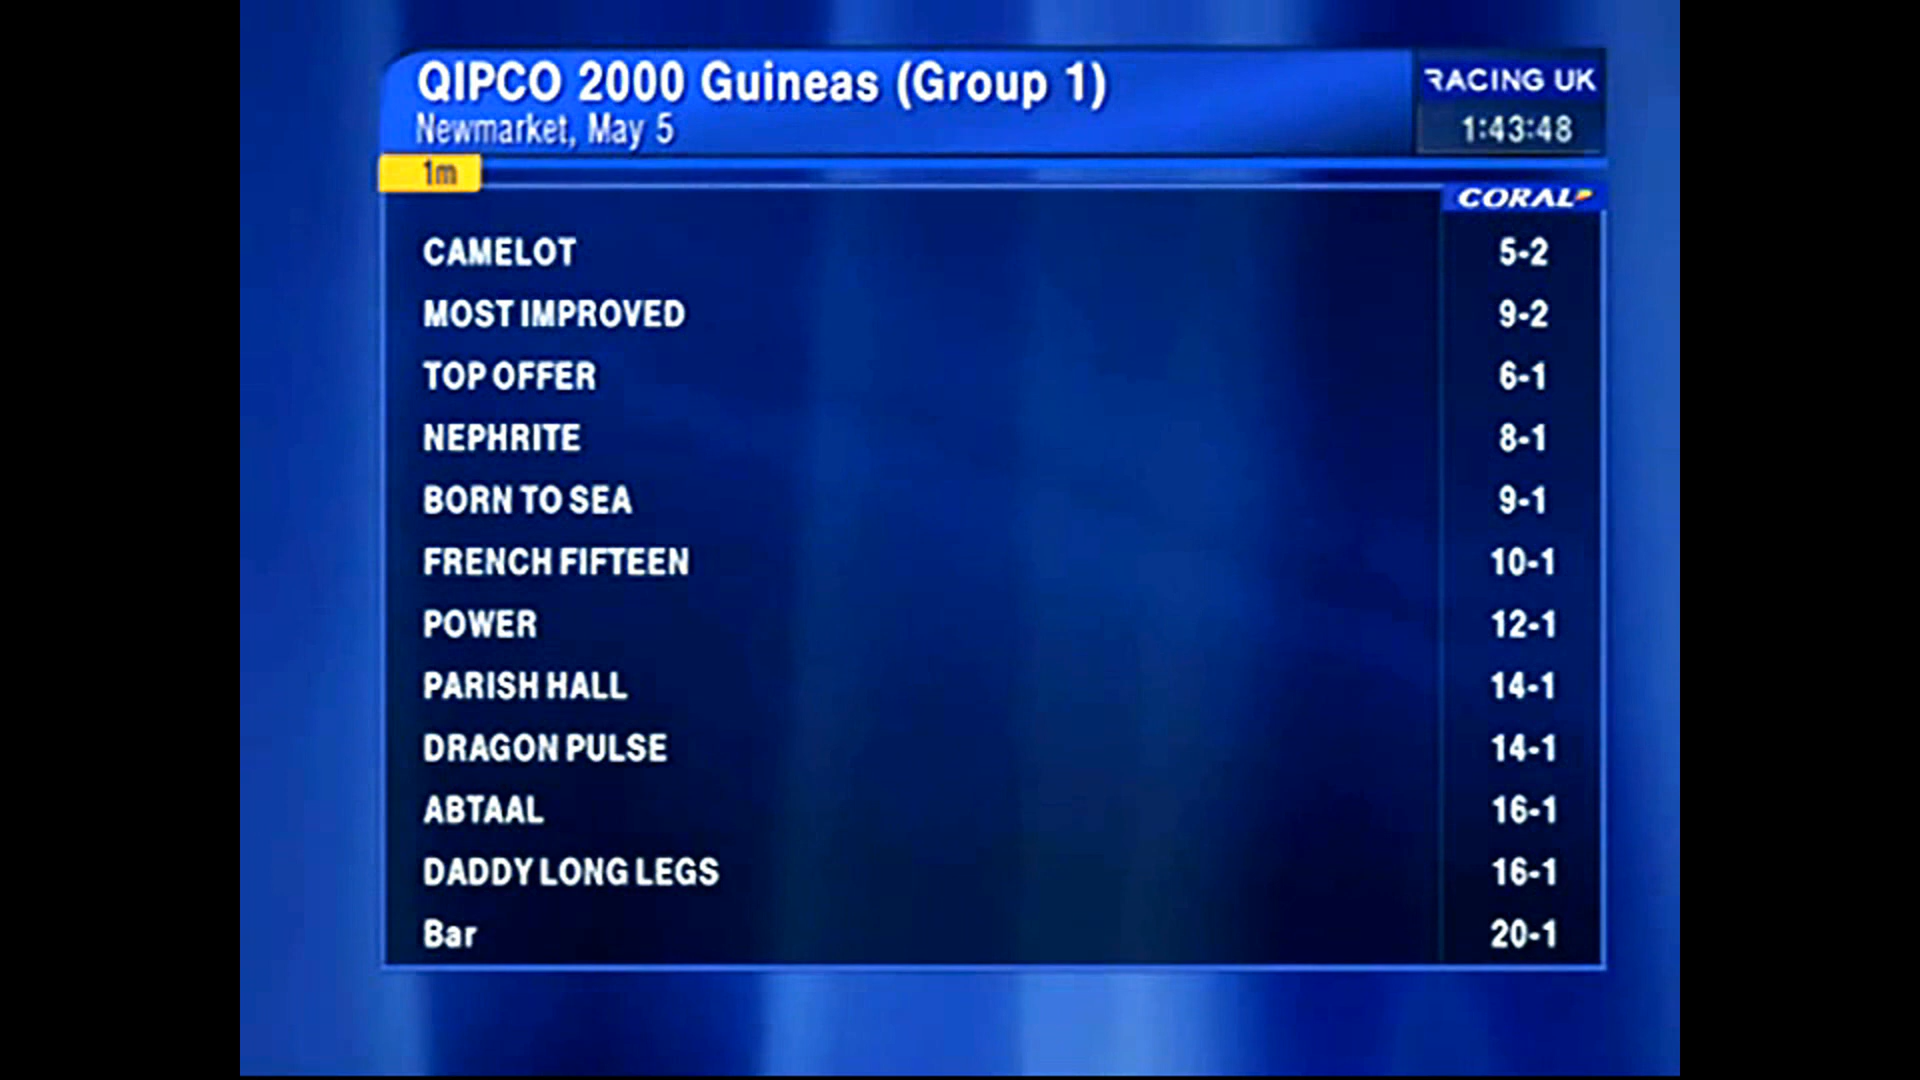 QIPCO 2000 Guineas (Group 1)
Newmarket, May 5
RACING UK
1:43:48
1m
CORAL
CAMELOT 5-2
MOST IMPROVED 9-2
TOP OFFER 6-1
NEPHRITE 8-1
BORN TO SEA 9-1
FRENCH FIFTEEN 10-1
POWER 12-1
PARISH HALL 14-1
DRAGON PULSE 14-1
ABTAAL 16-1
DADDY LONG LEGS 16-1
Bar 20-1